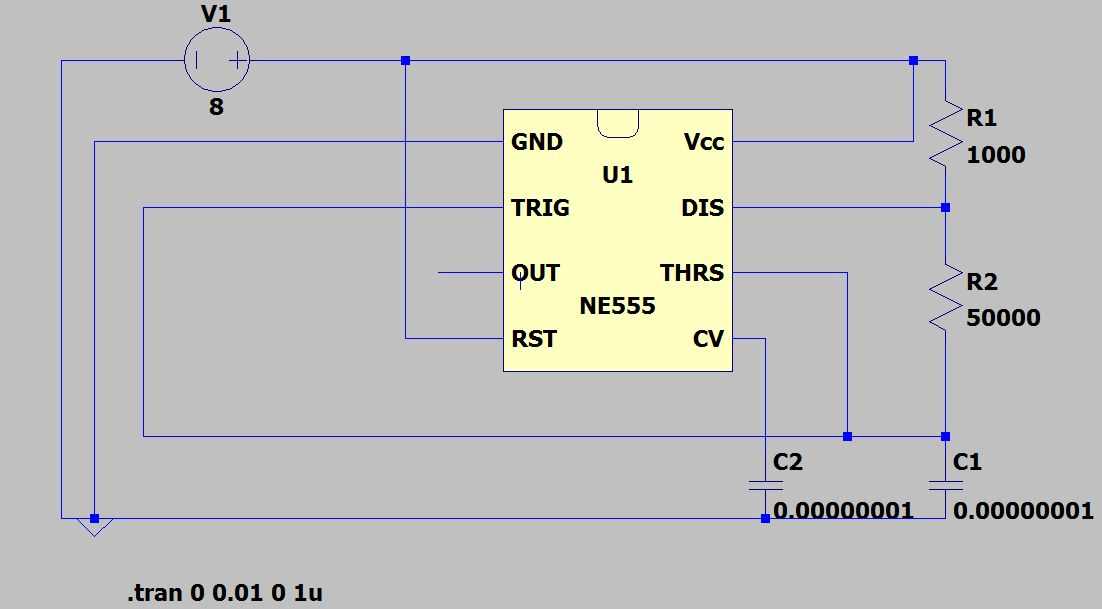 V1
8
GND Vcc
U1
TRIG DIS
OUT THRS
NE555
RST CV
R1
1000
R2
50000
C2
0.00000001
C1
0.00000001
.tran 0 0.01 0 1u